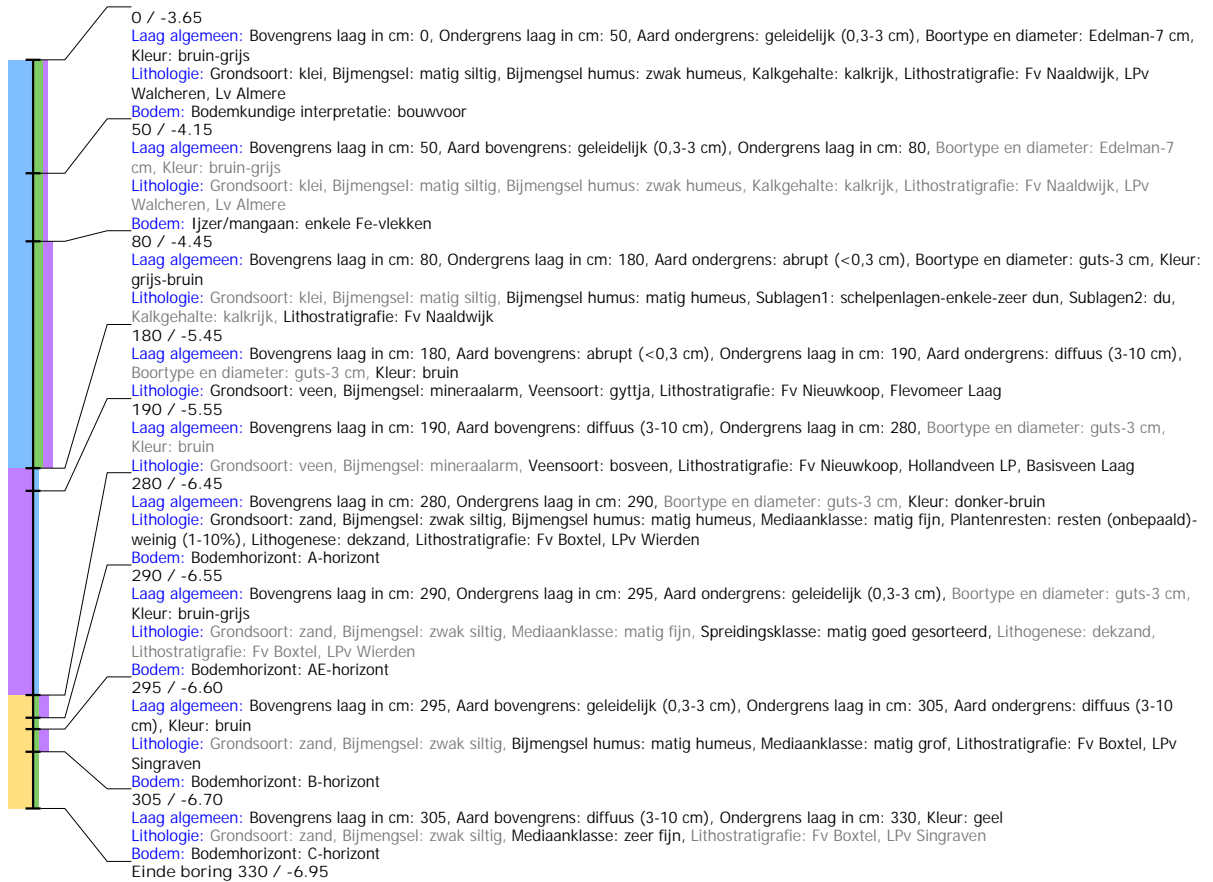 0 / -3.65
Laag algemeen: Bovengrens laag in cm: 0, Ondergrens laag in cm: 50, Aard ondergrens: geleidelijk (0,3-3 cm), Boortype en diameter: Edelman-7 cm,
Kleur: bruin-grijs
Lithologie: Grondsoort: klei, Bijmengsel: matig siltig, Bijmengsel humus: zwak humeus, Kalkgehalte: kalkrijk, Lithostratigrafie: Fv Naaldwijk, LPv
Walcheren, Lv Almere
Bodem: Bodemkundige interpretatie: bouwvoor
50 / -4.15
Laag algemeen: Bovengrens laag in cm: 50, Aard bovengrens: geleidelijk (0,3-3 cm), Ondergrens laag in cm: 80, Boortype en diameter: Edelman-7
cm, Kleur: bruin-grijs
Lithologie: Grondsoort: klei, Bijmengsel: matig siltig, Bijmengsel humus: zwak humeus, Kalkgehalte: kalkrijk, Lithostratigrafie: Fv Naaldwijk, LPv
Walcheren, Lv Almere
Bodem: Ijzer/mangaan: enkele Fe-vlekken
80 / -4.45
Laag algemeen: Bovengrens laag in cm: 80, Ondergrens laag in cm: 180, Aard ondergrens: abrupt (<0,3 cm), Boortype en diameter: guts-3 cm, Kleur:
grijs-bruin
Lithologie: Grondsoort: klei, Bijmengsel: matig siltig, Bijmengsel humus: matig humeus, Sublagen1: schelpenlagen-enkele-zeer dun, Sublagen2: du,
Kalkgehalte: kalkrijk, Lithostratigrafie: Fv Naaldwijk
180 / -5.45
Laag algemeen: Bovengrens laag in cm: 180, Aard bovengrens: abrupt (<0,3 cm), Ondergrens laag in cm: 190, Aard ondergrens: diffuus (3-10 cm),
Boortype en diameter: guts-3 cm, Kleur: bruin
Lithologie: Grondsoort: veen, Bijmengsel: mineraalarm, Veensoort: gyttja, Lithostratigrafie: Fv Nieuwkoop, Flevomeer Laag
190 / -5.55
Laag algemeen: Bovengrens laag in cm: 190, Aard bovengrens: diffuus (3-10 cm), Ondergrens laag in cm: 280, Boortype en diameter: guts-3 cm,
Kleur: bruin
Lithologie: Grondsoort: veen, Bijmengsel: mineraalarm, Veensoort: bosveen, Lithostratigrafie: Fv Nieuwkoop, Hollandveen LP, Basisveen Laag
280 / -6.45
Laag algemeen: Bovengrens laag in cm: 280, Ondergrens laag in cm: 290, Boortype en diameter: guts-3 cm, Kleur: donker-bruin
Lithologie: Grondsoort: zand, Bijmengsel: zwak siltig, Bijmengsel humus: matig humeus, Mediaanklasse: matig fijn, Plantenresten: resten (onbepaald)-
weinig (1-10%), Lithogenese: dekzand, Lithostratigrafie: Fv Boxtel, LPv Wierden
Bodem: Bodemhorizont: A-horizont
290 / -6.55
Laag algemeen: Bovengrens laag in cm: 290, Ondergrens laag in cm: 295, Aard ondergrens: geleidelijk (0,3-3 cm), Boortype en diameter: guts-3 cm,
Kleur: bruin-grijs
Lithologie: Grondsoort: zand, Bijmengsel: zwak siltig, Mediaanklasse: matig fijn, Spreidingsklasse: matig goed gesorteerd, Lithogenese: dekzand,
Lithostratigrafie: Fv Boxtel, LPv Wierden
Bodem: Bodemhorizont: AE-horizont
295 / -6.60
Laag algemeen: Bovengrens laag in cm: 295, Aard bovengrens: geleidelijk (0,3-3 cm), Ondergrens laag in cm: 305, Aard ondergrens: diffuus (3-10
cm), Kleur: bruin
Lithologie: Grondsoort: zand, Bijmengsel: zwak siltig, Bijmengsel humus: matig humeus, Mediaanklasse: matig grof, Lithostratigrafie: Fv Boxtel, LPv
Singraven
Bodem: Bodemhorizont: B-horizont
305 / -6.70
Laag algemeen: Bovengrens laag in cm: 305, Aard bovengrens: diffuus (3-10 cm), Ondergrens laag in cm: 330, Kleur: geel
Lithologie: Grondsoort: zand, Bijmengsel: zwak siltig, Mediaanklasse: zeer fijn, Lithostratigrafie: Fv Boxtel, LPv Singraven
Bodem: Bodemhorizont: C-horizont
Einde boring 330 / -6.95